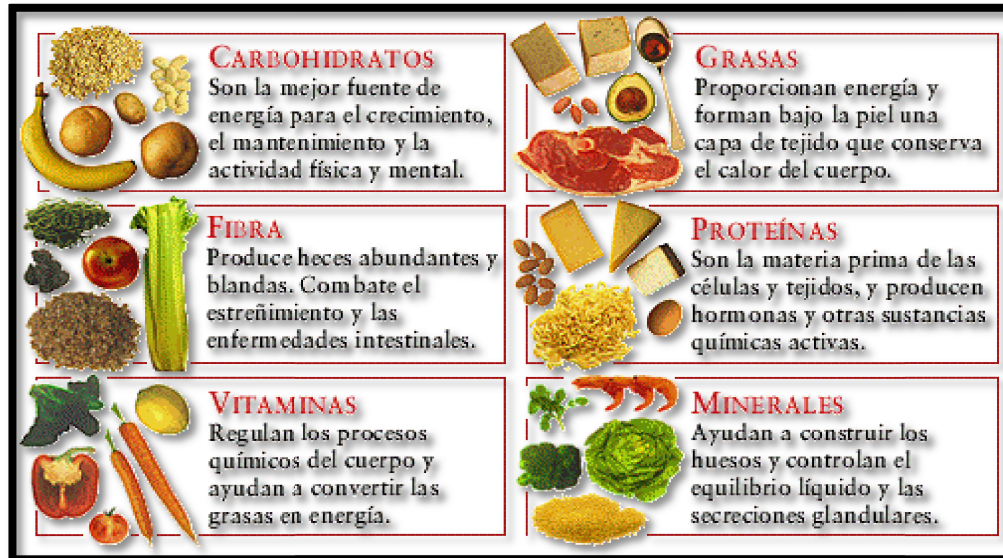 CARBOHIDRATOS
Son la mejor fuente de
energía para el crecimiento,
el mantenimiento y la
actividad física y mental.
GRASAS
Proporcionan energía y
forman bajo la piel una
capa de tejido que conserva
el calor del cuerpo.
FIBRA
Produce heces abundantes y
blandas. Combate el
estreñimiento y las
enfermedades intestinales.
PROTEÍNAS
Son la materia prima de las
células y tejidos, y producen
hormonas y otras sustancias
químicas activas.
VITAMINAS
Regulan los procesos
químicos del cuerpo y
ayudan a convertir las
grasas en energía.
MINERALES
Ayudan a construir los
huesos y controlan el
equilibrio líquido y las
secreciones glandulares.